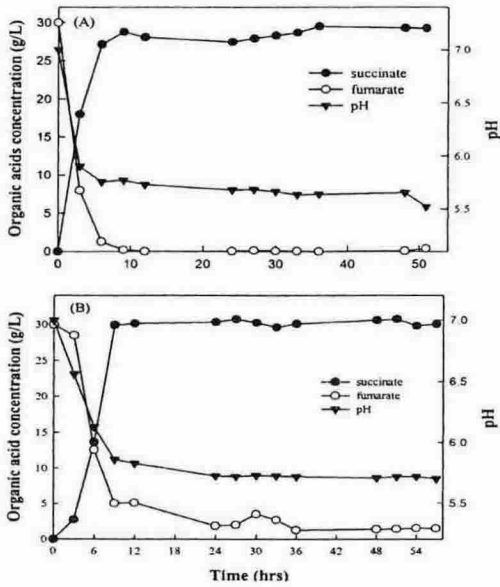 (A)
Organic acids concentration (g/L)
30
25
20
15
10
5
0
succinate
fumarate
pH
7.0
6.5
6.0
5.5
pH
0 10 20 30 40 50
(B)
Organic acid concentration (g/L)
30
25
20
15
10
5
0
succinate
fumarate
pH
7.0
6.5
6.0
5.5
pH
0 6 12 18 24 30 36 42 48 54
Time (hrs)